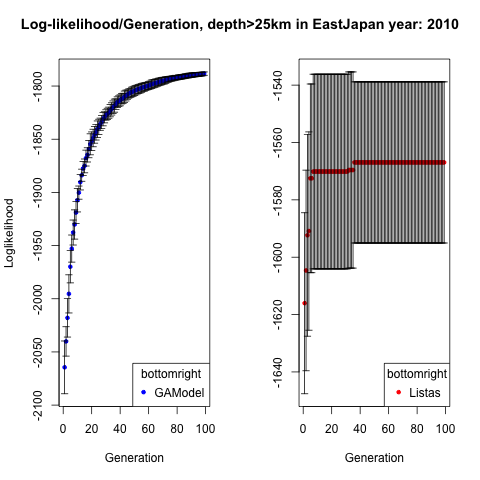 Log-likelihood/Generation, depth>25km in EastJapan year: 2010
Loglikelihood
-1800
-1850
-1900
-1950
-2000
-2050
-2100
bottomright
GAModel
0 20 40 60 80 100
Generation
-1540
-1560
-1580
-1600
-1620
-1640
bottomright
Listas
0 20 40 60 80 100
Generation